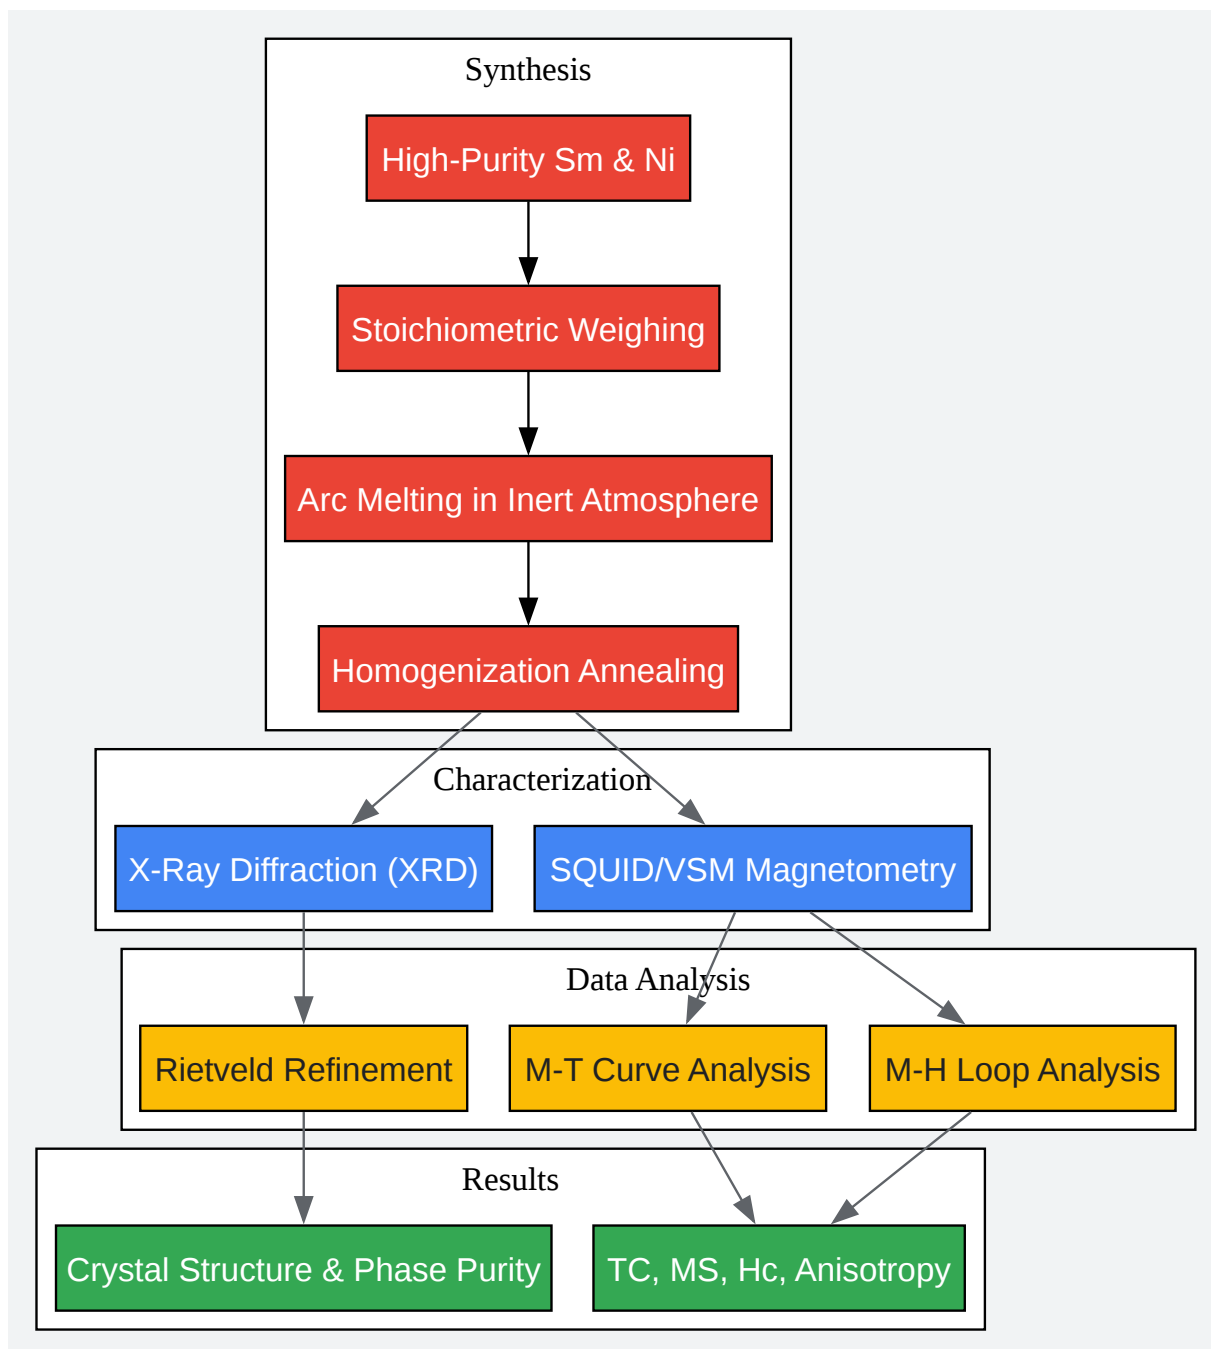 Synthesis
High-Purity Sm & Ni
Stoichiometric Weighing
Arc Melting in Inert Atmosphere
Homogenization Annealing
Characterization
X-Ray Diffraction (XRD)
SQUID/VSM Magnetometry
Data Analysis
Rietveld Refinement
M-T Curve Analysis
M-H Loop Analysis
Results
Crystal Structure & Phase Purity
TC, MS, Hc, Anisotropy